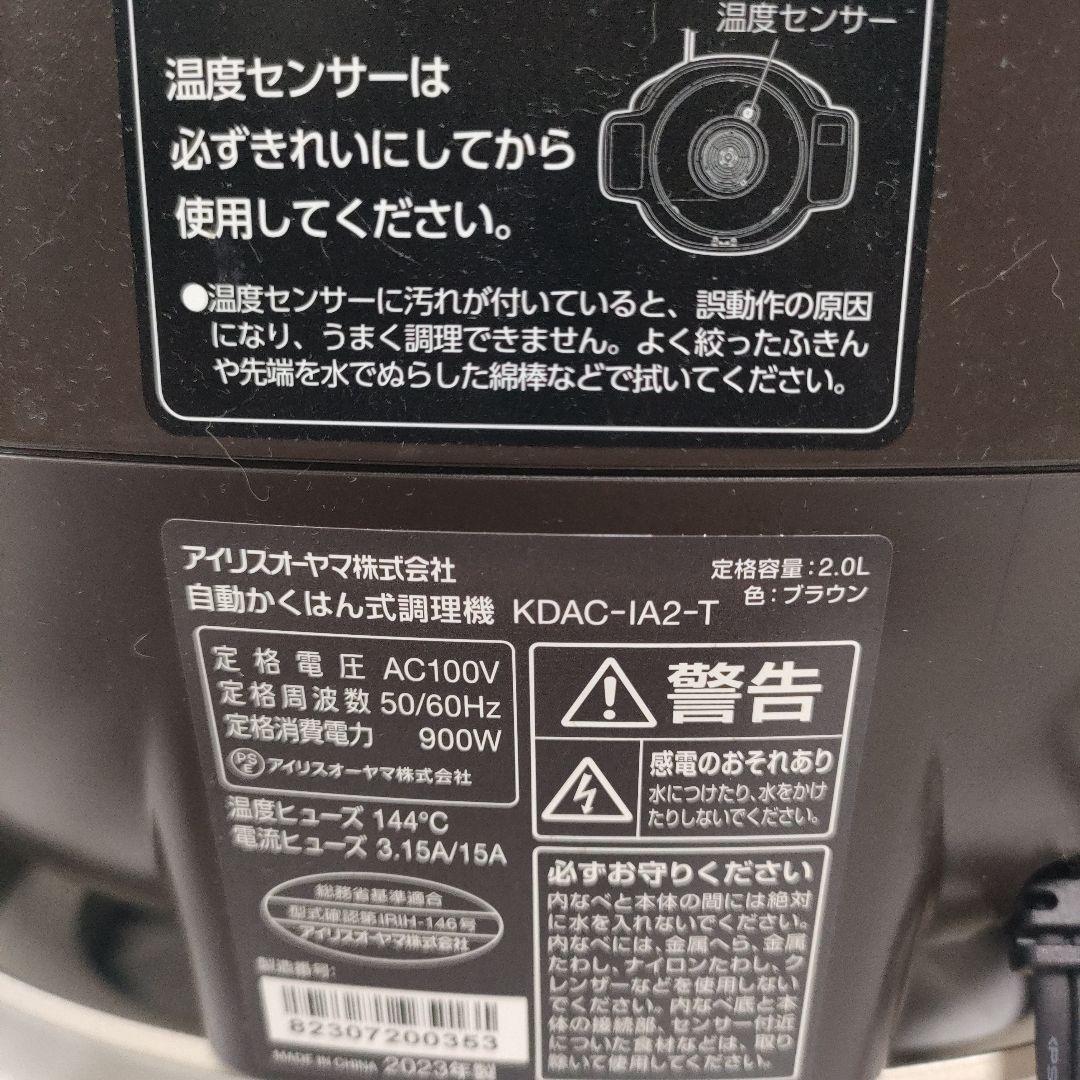 温度センサー
温度センサーは
必ずきれいにしてから
使用してください。
●温度センサーに汚れが付いていると、誤動作の原因
になり、うまく調理できません。よく絞ったふきん
や先端を水でぬらした綿棒などで拭いてください。
アイリスオーヤマ株式会社
自動かくはん式調理機 KDAC-IA2-T
定格容量:2.0L
色:ブラウン
定格電圧 AC100V
定格周波数 50/60Hz
定格消費電力 900W
PSE アイリスオーヤマ株式会社
温度ヒューズ 144°C
電流ヒューズ 3.15A/15A
総務省基準適合
型式確認第IRIH-146号
アイリスオーヤマ株式会社
製造番号:
82307200353
MADE IN CHINA 2023年製
警告
感電のおそれあり
水につけたり、水をかけ
たりしないでください。
必ずお守りください
内なべと本体の間には絶対
に水を入れないでください。
内なべには、金属へら、金属
たわし、ナイロンたわし、ク
レンザーなどを使用しない
でください。内なべ底と本
体の接続部、センサー付近
についた食材などは、取り
除いて使用してください。
<PS